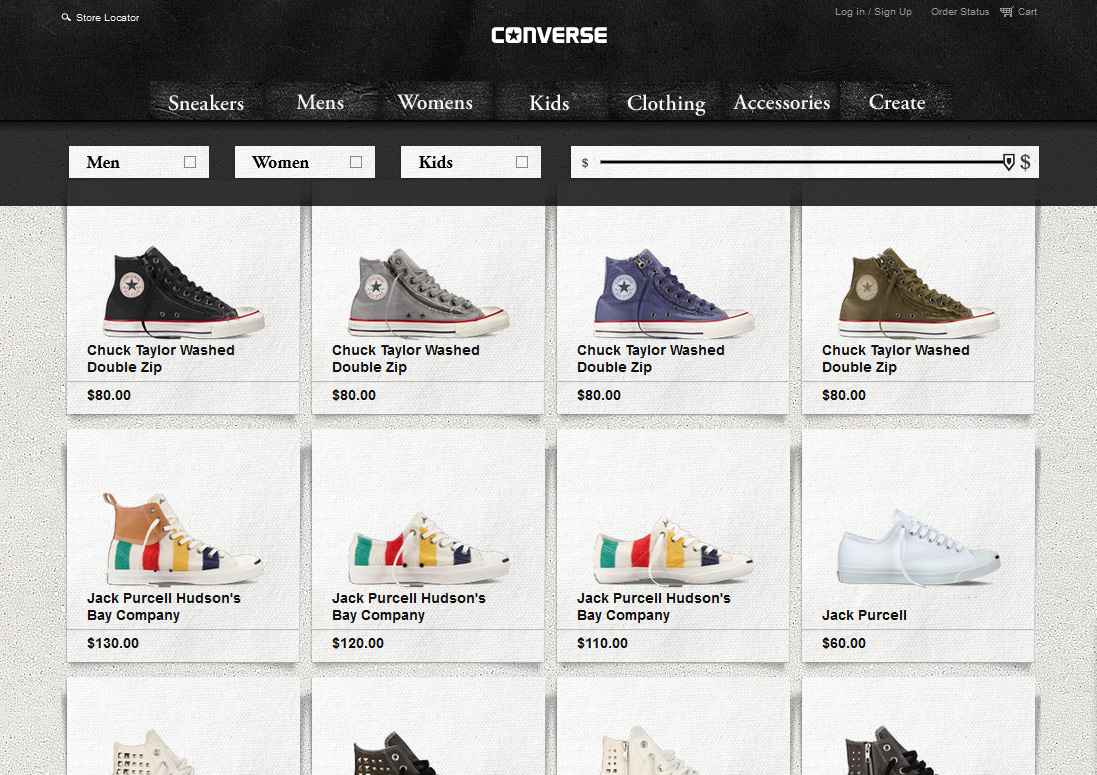 Store Locator
Log in / Sign Up Order Status Cart
CONVERSE
Sneakers Mens Womens Kids Clothing Accessories Create
Men Women Kids $ $
Chuck Taylor Washed Double Zip
$80.00
Chuck Taylor Washed Double Zip
$80.00
Chuck Taylor Washed Double Zip
$80.00
Chuck Taylor Washed Double Zip
$80.00
Jack Purcell Hudson's Bay Company
$130.00
Jack Purcell Hudson's Bay Company
$120.00
Jack Purcell Hudson's Bay Company
$110.00
Jack Purcell
$60.00